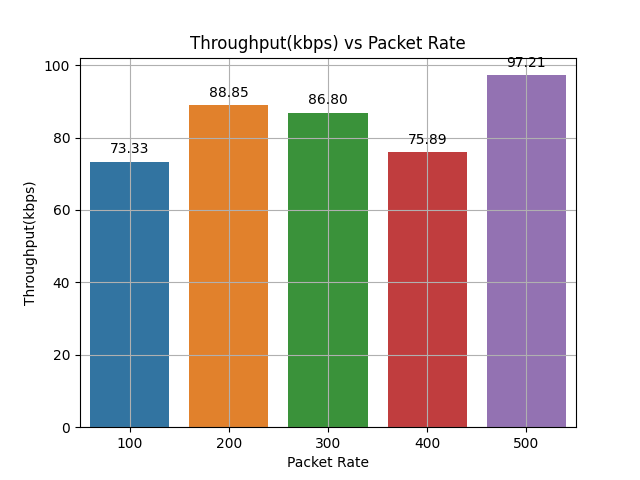 Throughput(kbps) vs Packet Rate
97.21
88.85
86.80
75.89
73.33
100
80
60
40
20
0
Throughput(kbps)
100 200 300 400 500
Packet Rate